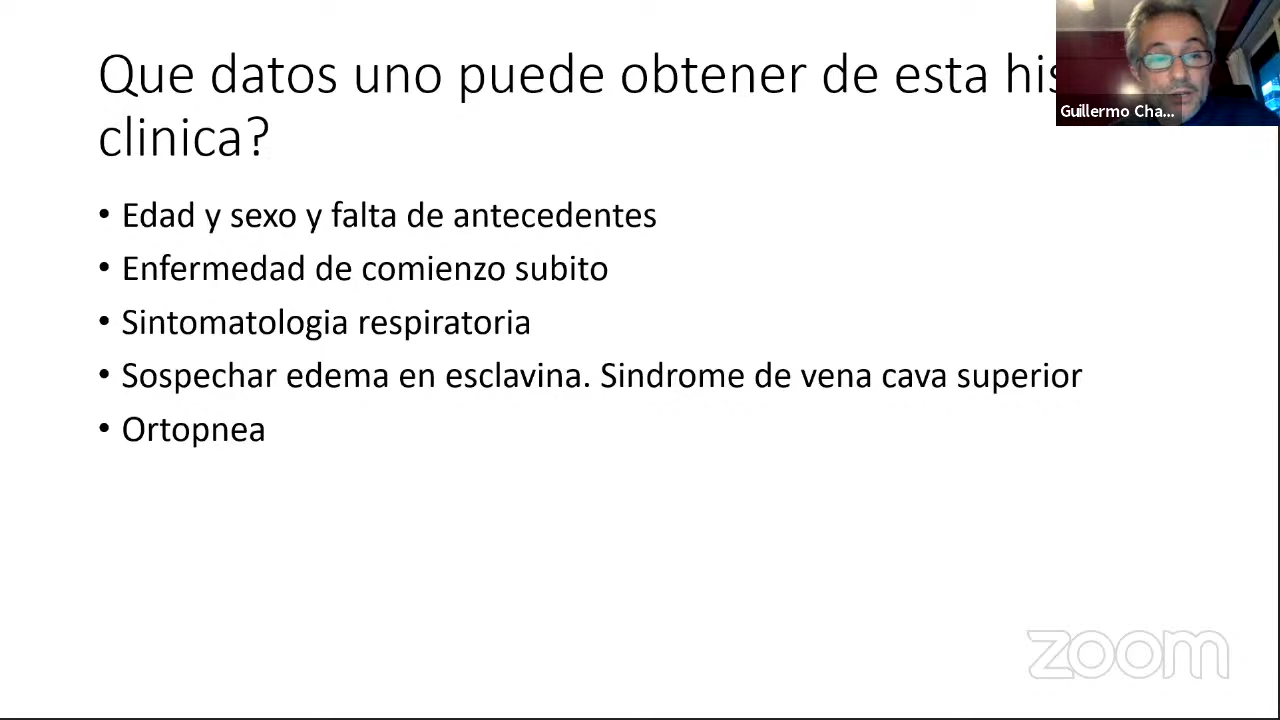 Que datos uno puede obtener de esta his
clinica?
Guillermo Cha...
• Edad y sexo y falta de antecedentes
• Enfermedad de comienzo subito
• Sintomatologia respiratoria
• Sospechar edema en esclavina. Sindrome de vena cava superior
• Ortopnea
zoom